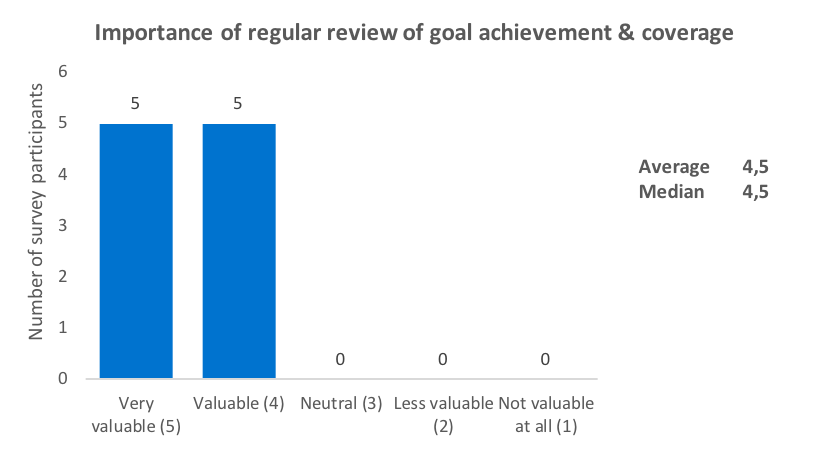 Importance of regular review of goal achievement & coverage
Number of survey participants
6
5
4
3
2
1
0
5
5
0
0
0
Very
valuable (5)
Valuable (4)
Neutral (3)
Less valuable
(2)
Not valuable
at all (1)
Average 4,5
Median 4,5